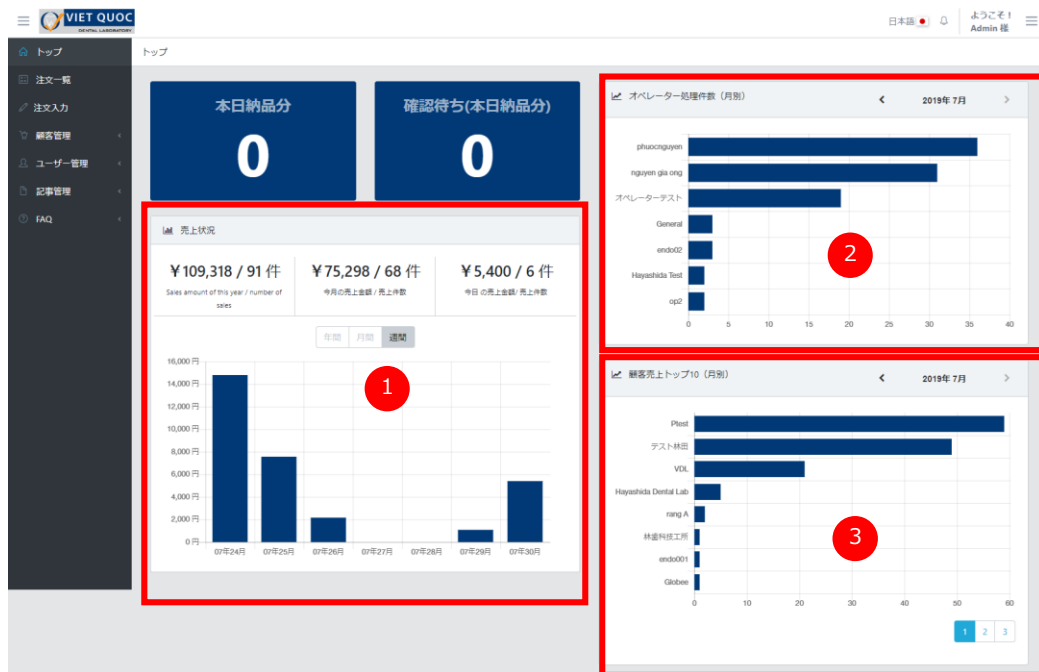 VIET QUOC
DENTAL LABORATORY
日本語
ようこそ!
Admin 様
トップ
注文一覧
注文入力
顧客管理
ユーザー管理
記事管理
FAQ
トップ
本日納品分
0
確認待ち(本日納品分)
0
売上状況
¥109,318 / 91 件
Sales amount of this year / number of
sales
¥75,298 / 68 件
今月の売上金額 / 売上件数
¥5,400 / 6 件
今日 の売上金額/ 売上件数
年間 月間 週間
16,000 円
14,000 円
12,000 円
10,000 円
8,000 円
6,000 円
4,000 円
2,000 円
0 円
07年24月 07年25月 07年26月 07年27月 07年28月 07年29月 07年30月
1
オペレーター処理件数(月別)
2019年 7月
phuocnguyen
nguyen gia ong
オペレーターテスト
General
endo02
Hayashida Test
op2
0 5 10 15 20 25 30 35 40
2
顧客売上トップ10(月別)
2019年 7月
Ptest
テスト林田
VDL
Hayashida Dental Lab
rang A
林歯科技工所
endo001
Globee
0 10 20 30 40 50 60
3
1 2 3